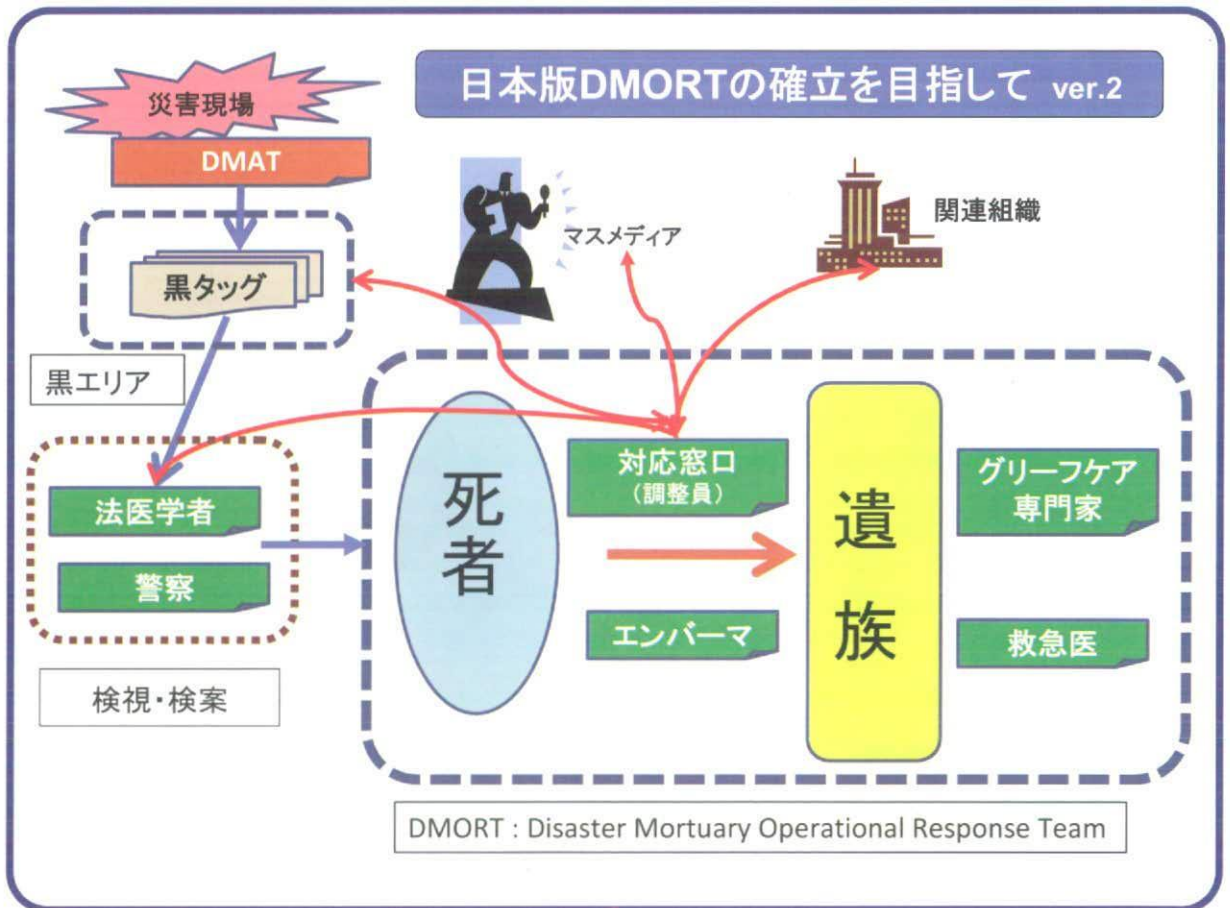 日本版DMORTの確立を目指して ver.2
災害現場
DMAT
黒タッグ
黒エリア
マスメディア
関連組織
法医学者
警察
検視・検案
死者
対応窓口
（調整員）
エンバーマ
遺族
グリーフケア
専門家
救急医
DMORT : Disaster Mortuary Operational Response Team